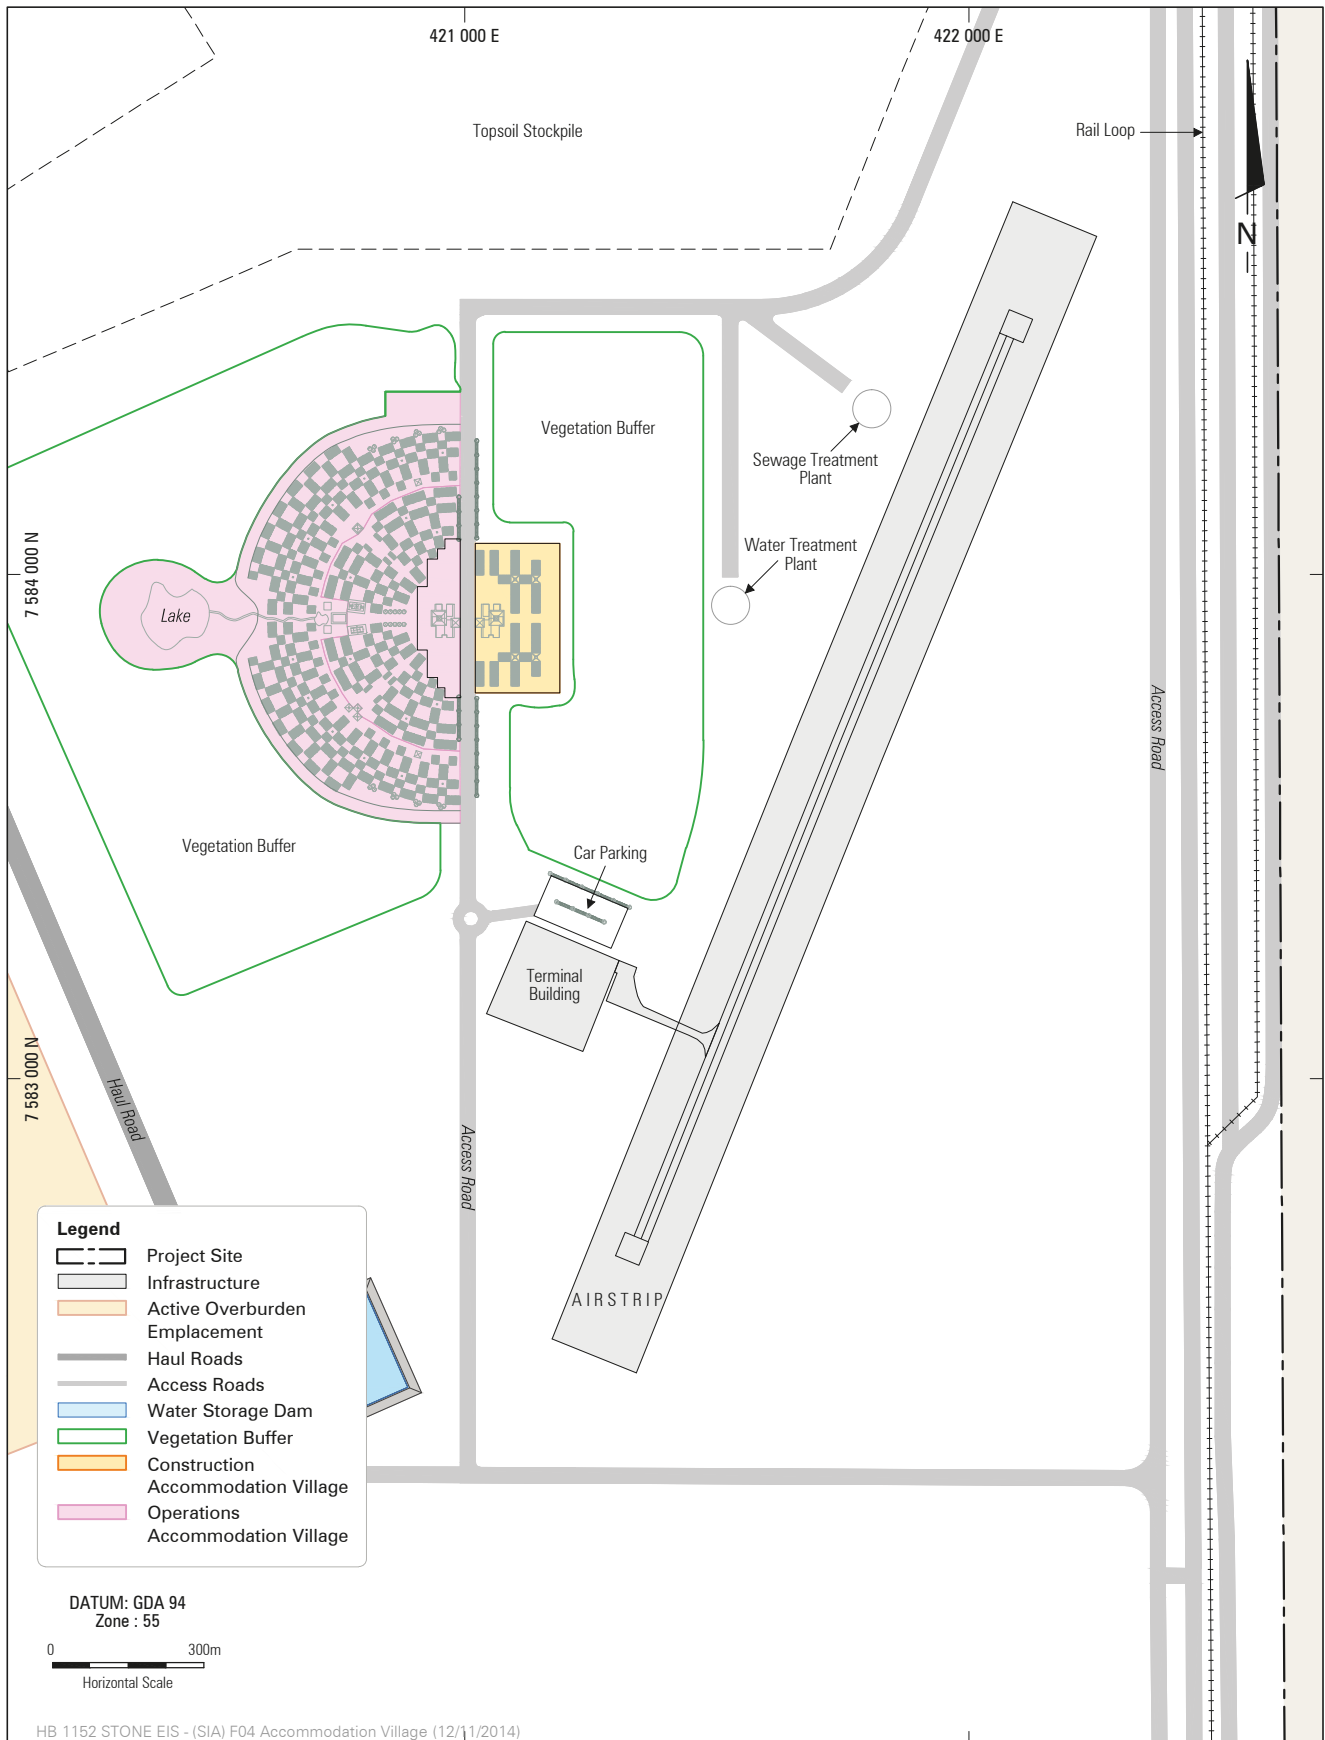 421 000 E
422 000 E
Topsoil Stockpile
Rail Loop
N
Vegetation Buffer
Sewage Treatment
Plant
Water Treatment
Plant
7 584 000 N
Lake
Access Road
Vegetation Buffer
Car Parking
Terminal
Building
7 583 000 N
Haul Road
Access Road
AIRSTRIP
Legend
Project Site
Infrastructure
Active Overburden
Emplacement
Haul Roads
Access Roads
Water Storage Dam
Vegetation Buffer
Construction
Accommodation Village
Operations
Accommodation Village
DATUM: GDA 94
Zone : 55
0 300m
Horizontal Scale
HB 1152 STONE EIS - (SIA) F04 Accommodation Village (12/11/2014)